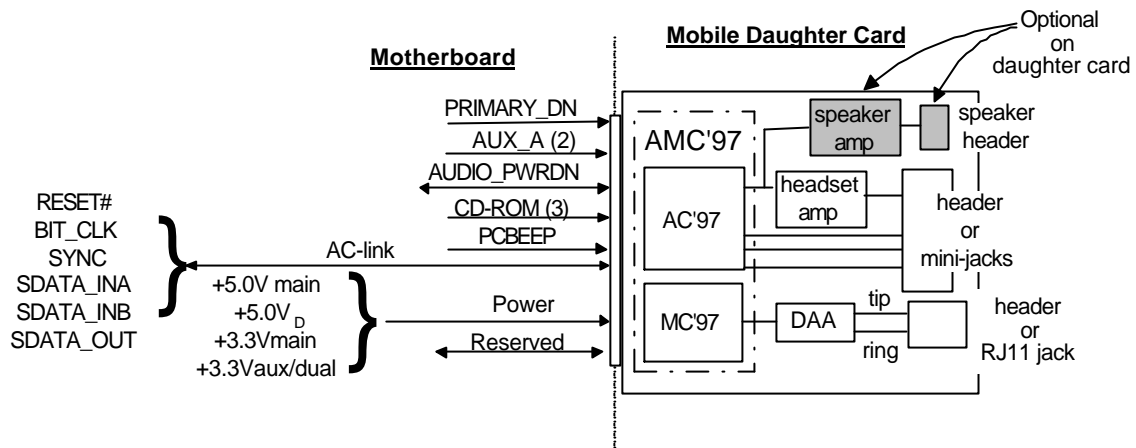 Motherboard
Mobile Daughter Card
Optional
on
daughter card
PRIMARY_DN
AUX_A (2)
AUDIO_PWRDN
CD-ROM (3)
PCBEEP
AC-link
RESET#
BIT_CLK
SYNC
SDATA_INA
SDATA_INB
SDATA_OUT
+5.0V main
+5.0V D
+3.3Vmain
+3.3Vaux/dual
Power
Reserved
AMC'97
AC'97
MC'97
speaker
amp
speaker
header
headset
amp
header
or
mini-jacks
DAA
tip
ring
header
or
RJ11 jack